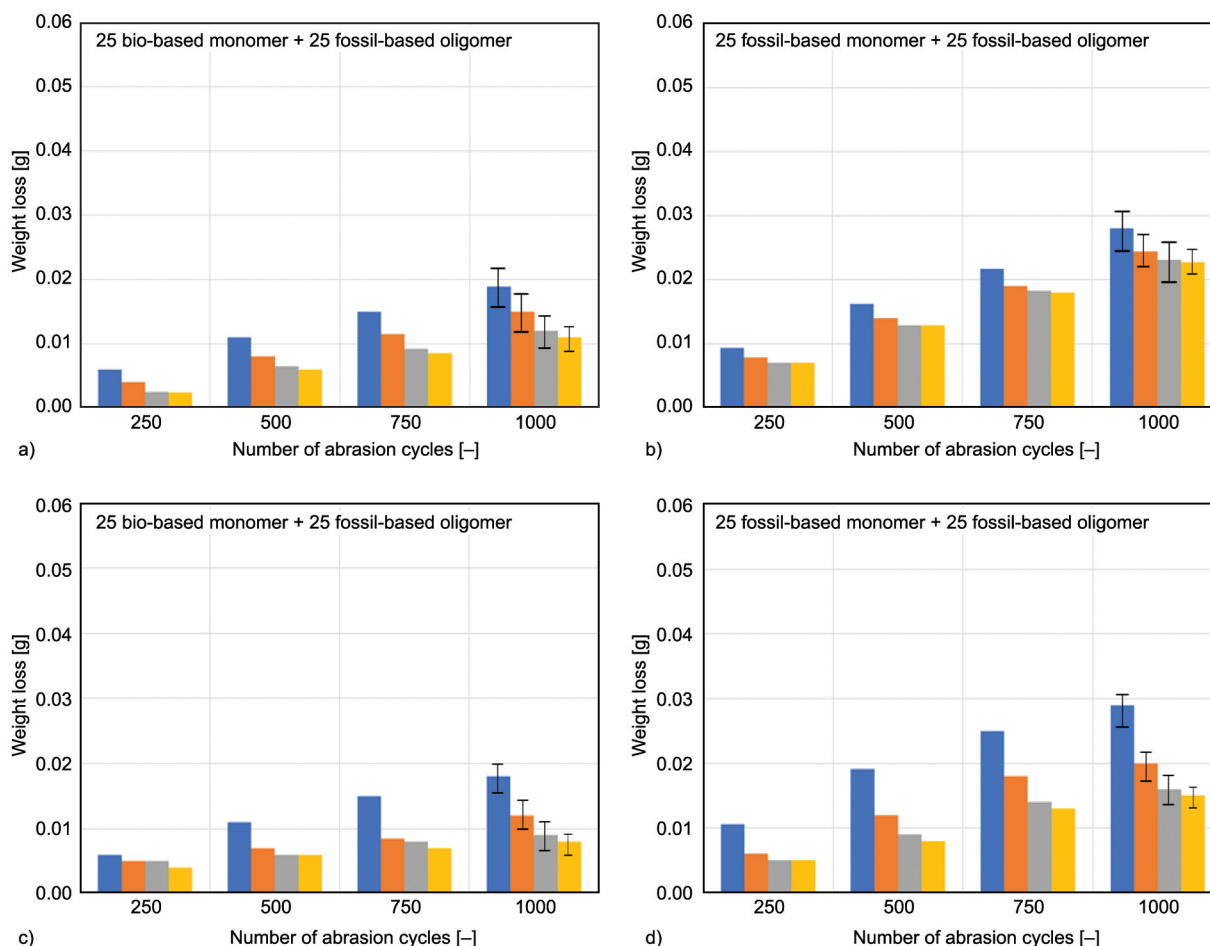 25 bio-based monomer + 25 fossil-based oligomer
Weight loss [g]
0.06
0.05
0.04
0.03
0.02
0.01
0.00
250 500 750 1000
a) Number of abrasion cycles [–]
25 fossil-based monomer + 25 fossil-based oligomer
Weight loss [g]
0.06
0.05
0.04
0.03
0.02
0.01
0.00
250 500 750 1000
b) Number of abrasion cycles [–]
25 bio-based monomer + 25 fossil-based oligomer
Weight loss [g]
0.06
0.05
0.04
0.03
0.02
0.01
0.00
250 500 750 1000
c) Number of abrasion cycles [–]
25 fossil-based monomer + 25 fossil-based oligomer
Weight loss [g]
0.06
0.05
0.04
0.03
0.02
0.01
0.00
250 500 750 1000
d) Number of abrasion cycles [–]